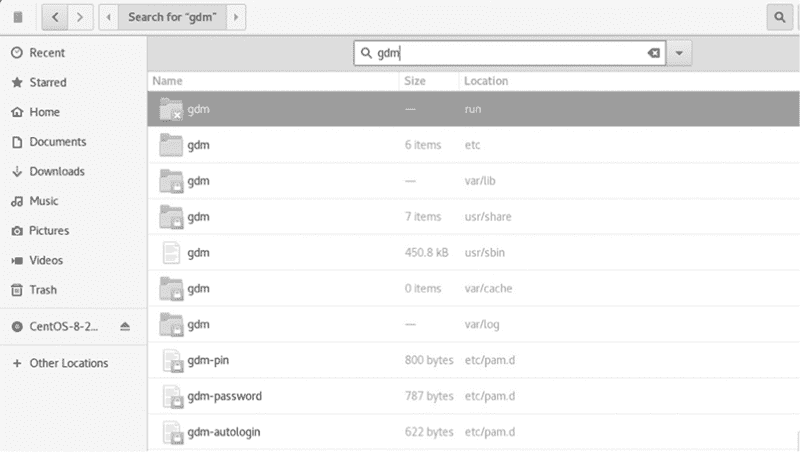 Search for "gdm"
gdm
Recent
Starred
Home
Documents
Downloads
Music
Pictures
Videos
Trash
CentOS-8-2...
Other Locations
Name Size Location
gdm — run
gdm 6 items etc
gdm — var/lib
gdm 7 items usr/share
gdm 450.8 kB usr/sbin
gdm 0 items var/cache
gdm — var/log
gdm-pin 800 bytes etc/pam.d
gdm-password 787 bytes etc/pam.d
gdm-autologin 622 bytes etc/pam.d